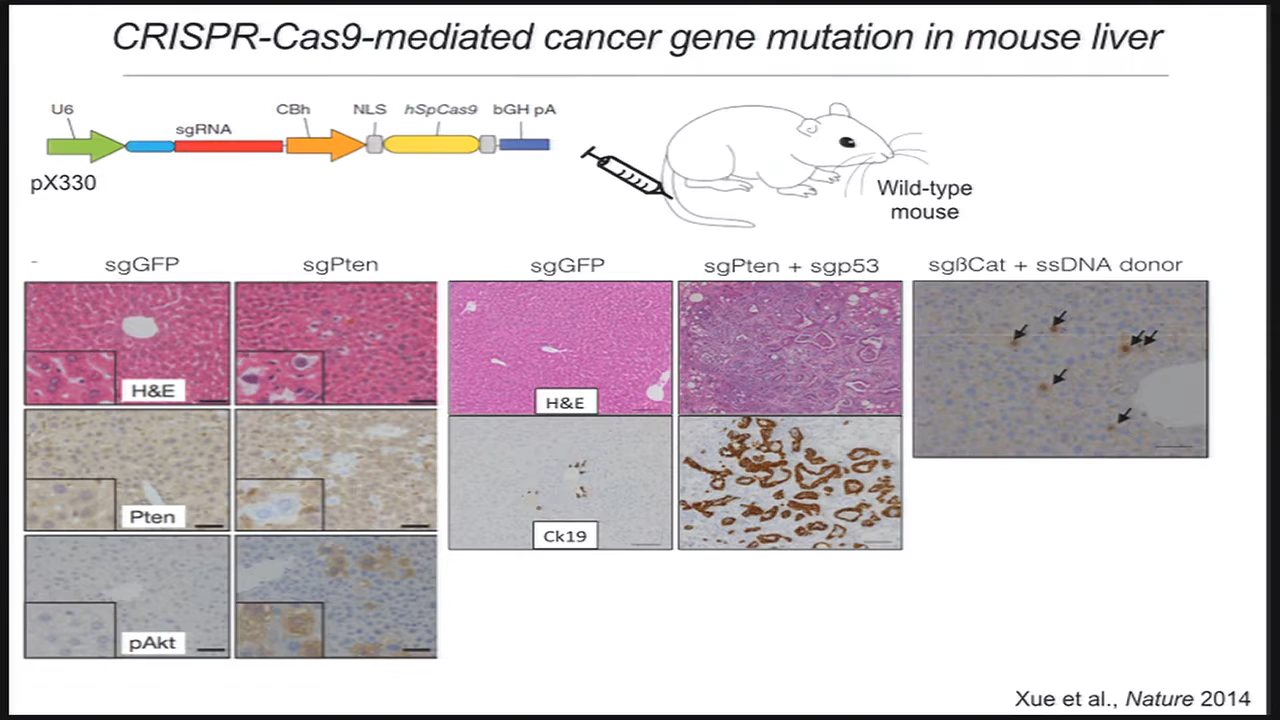 CRISPR-Cas9-mediated cancer gene mutation in mouse liver
U6
sgRNA
CBh
NLS
hSpCas9
bGH pA
pX330
Wild-type
mouse
sgGFP
sgPten
sgGFP
sgPten + sgp53
sgßCat + ssDNA donor
H&E
H&E
Pten
Ck19
pAkt
Xue et al., Nature 2014